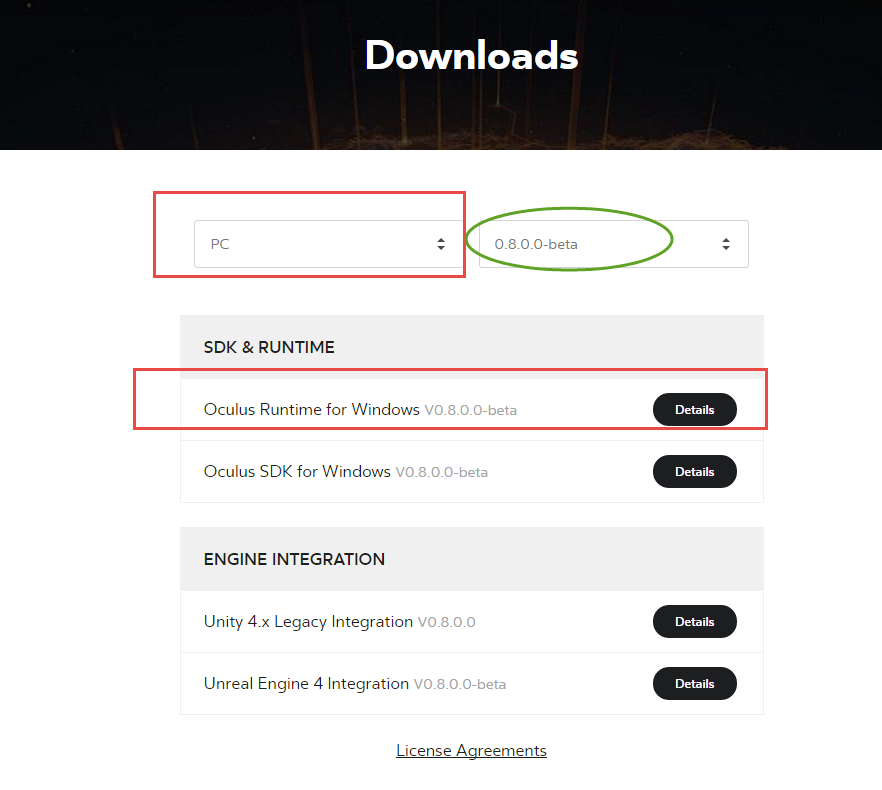 Downloads
PC
0.8.0.0-beta
SDK & RUNTIME
Oculus Runtime for Windows V0.8.0.0-beta
Details
Oculus SDK for Windows V0.8.0.0-beta
Details
ENGINE INTEGRATION
Unity 4.x Legacy Integration V0.8.0.0
Details
Unreal Engine 4 Integration V0.8.0.0-beta
Details
License Agreements